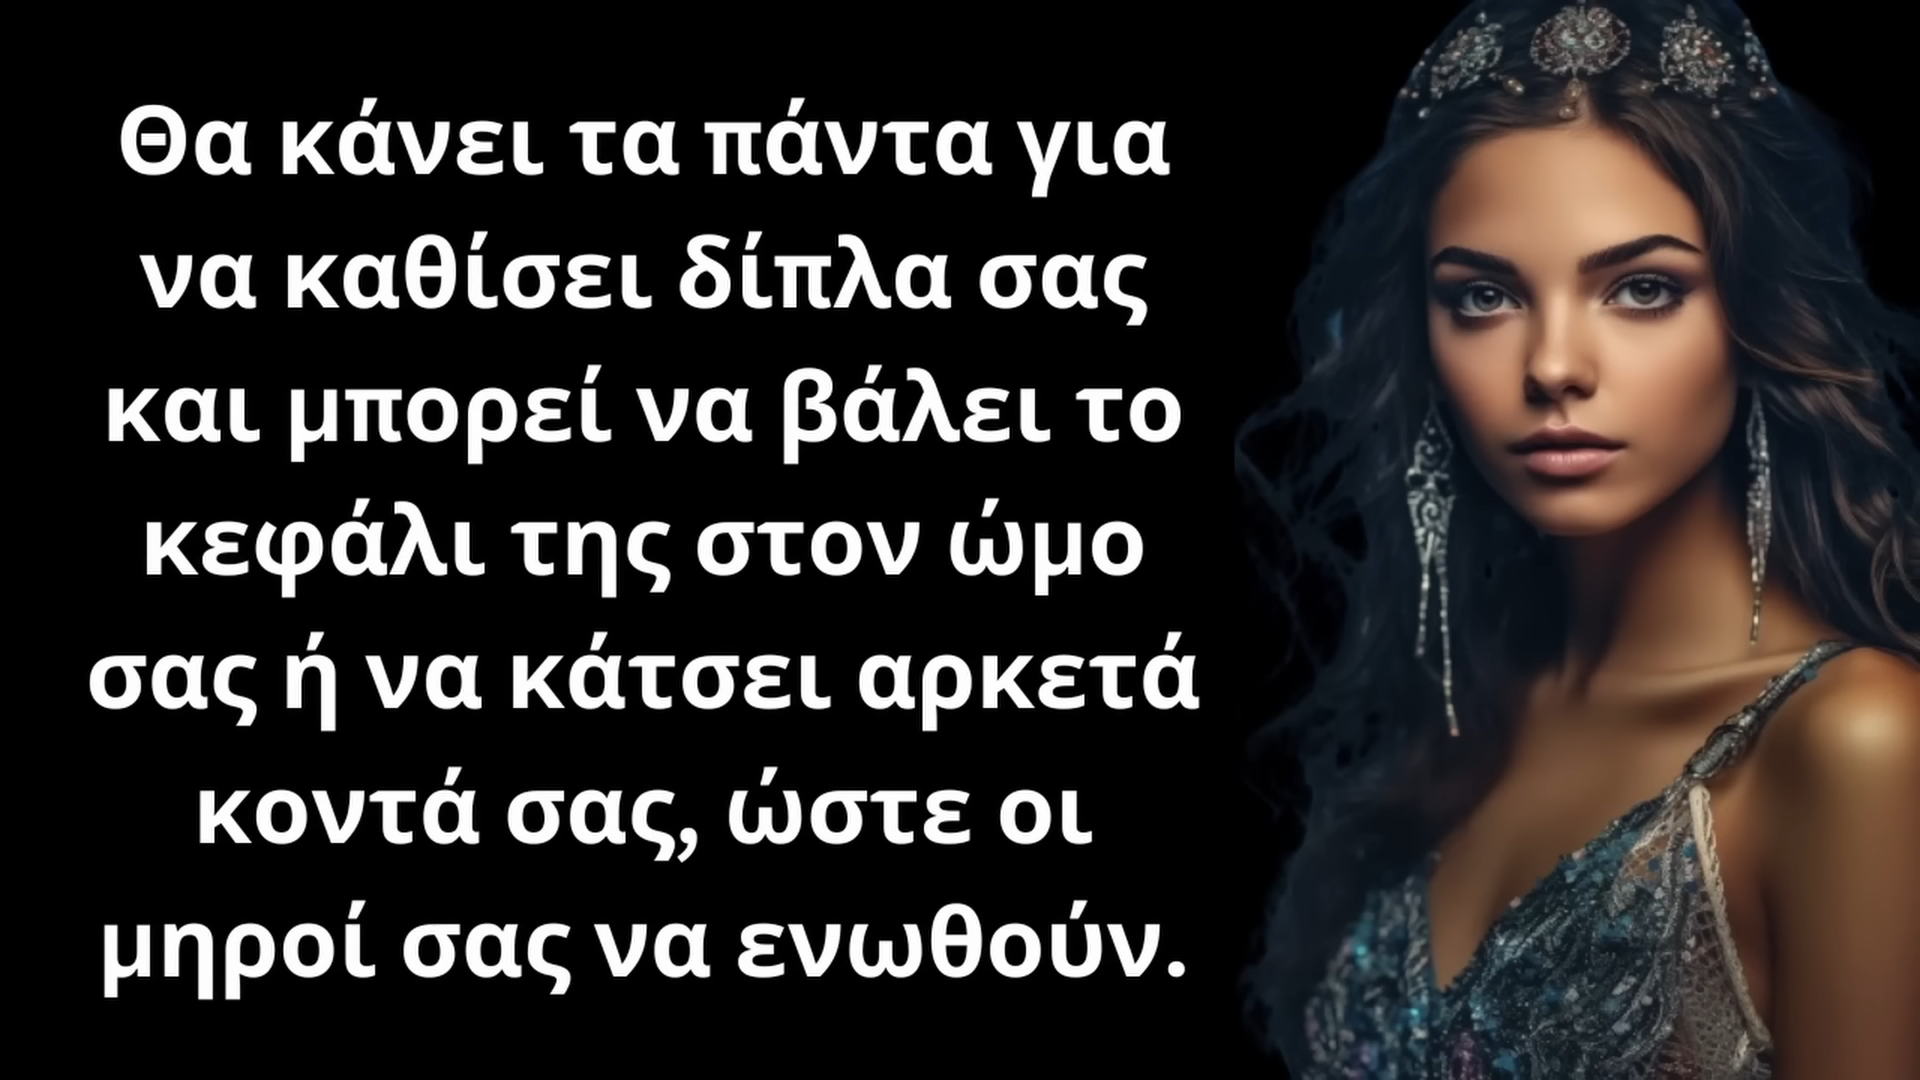 Θα κάνει τα πάντα για
να καθίσει δίπλα σας
και μπορεί να βάλει το
κεφάλι της στον ώμο
σας ή να κάτσει αρκετά
κοντά σας, ώστε οι
μηροί σας να ενωθούν.